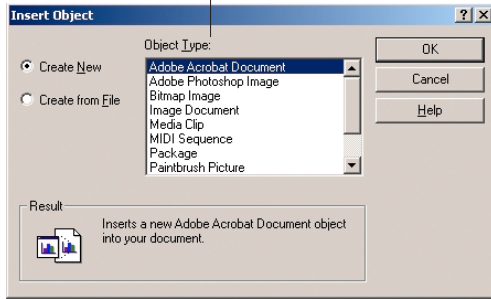 Insert Object
? X
Object Type:
Create New
Create from File
Adobe Acrobat Document
Adobe Photoshop Image
Bitmap Image
Image Document
Media Clip
MIDI Sequence
Package
Paintbrush Picture
OK
Cancel
Help
Result
Inserts a new Adobe Acrobat Document object
into your document.